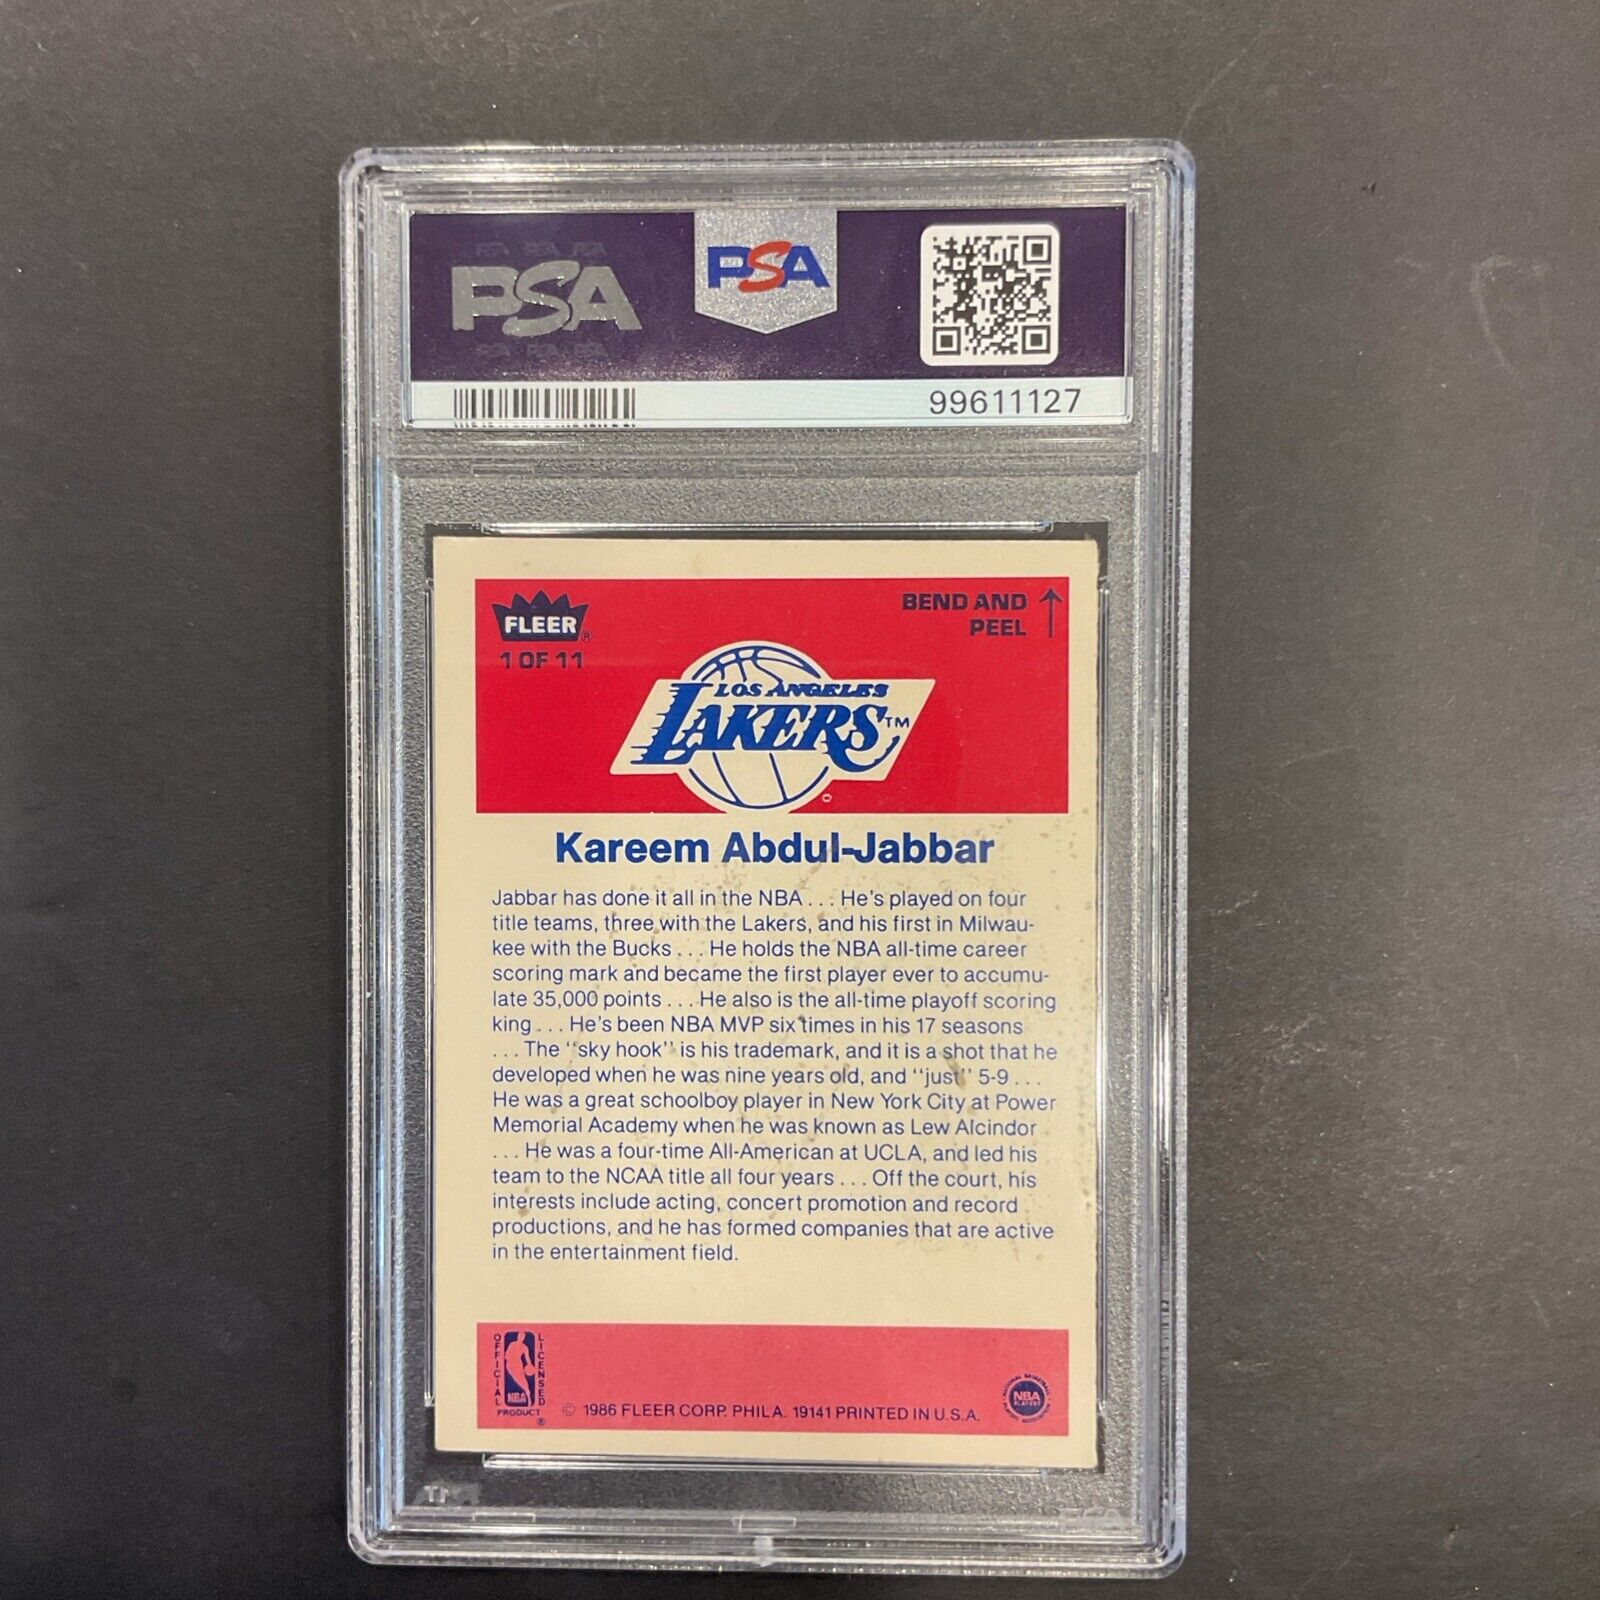 PSA
PSA
99611127
FLEER®
1 OF 11
BEND AND
PEEL
LOS ANGELES
LAKERS™
Kareem Abdul-Jabbar
Jabbar has done it all in the NBA . . . He's played on four
title teams, three with the Lakers, and his first in Milwau-
kee with the Bucks . . . He holds the NBA all-time career
scoring mark and became the first player ever to accumu-
late 35,000 points . . . He also is the all-time playoff scoring
king . . . He's been NBA MVP six times in his 17 seasons
. . . The ''sky hook'' is his trademark, and it is a shot that he
developed when he was nine years old, and ''just'' 5-9 . . .
He was a great schoolboy player in New York City at Power
Memorial Academy when he was known as Lew Alcindor
. . . He was a four-time All-American at UCLA, and led his
team to the NCAA title all four years . . . Off the court, his
interests include acting, concert promotion and record
productions, and he has formed companies that are active
in the entertainment field.
OFFICIAL
NBA
LICENSED
PRODUCT ®
© 1986 FLEER CORP. PHILA. 19141 PRINTED IN U.S.A.
NATIONAL BASKETBALL
NBA
PLAYERS
ASSOCIATION